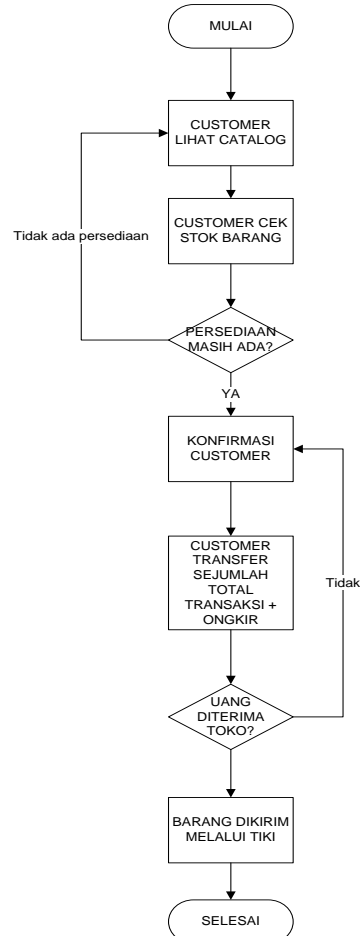 MULAI
CUSTOMER
LIHAT CATALOG
Tidak ada persediaan
CUSTOMER CEK
STOK BARANG
PERSEDIAAN
MASIH ADA?
YA
KONFIRMASI
CUSTOMER
CUSTOMER
TRANSFER
SEJUMLAH
TOTAL
TRANSAKSI +
ONGKIR
Tidak
UANG
DITERIMA
TOKO?
BARANG DIKIRIM
MELALUI TIKI
SELESAI